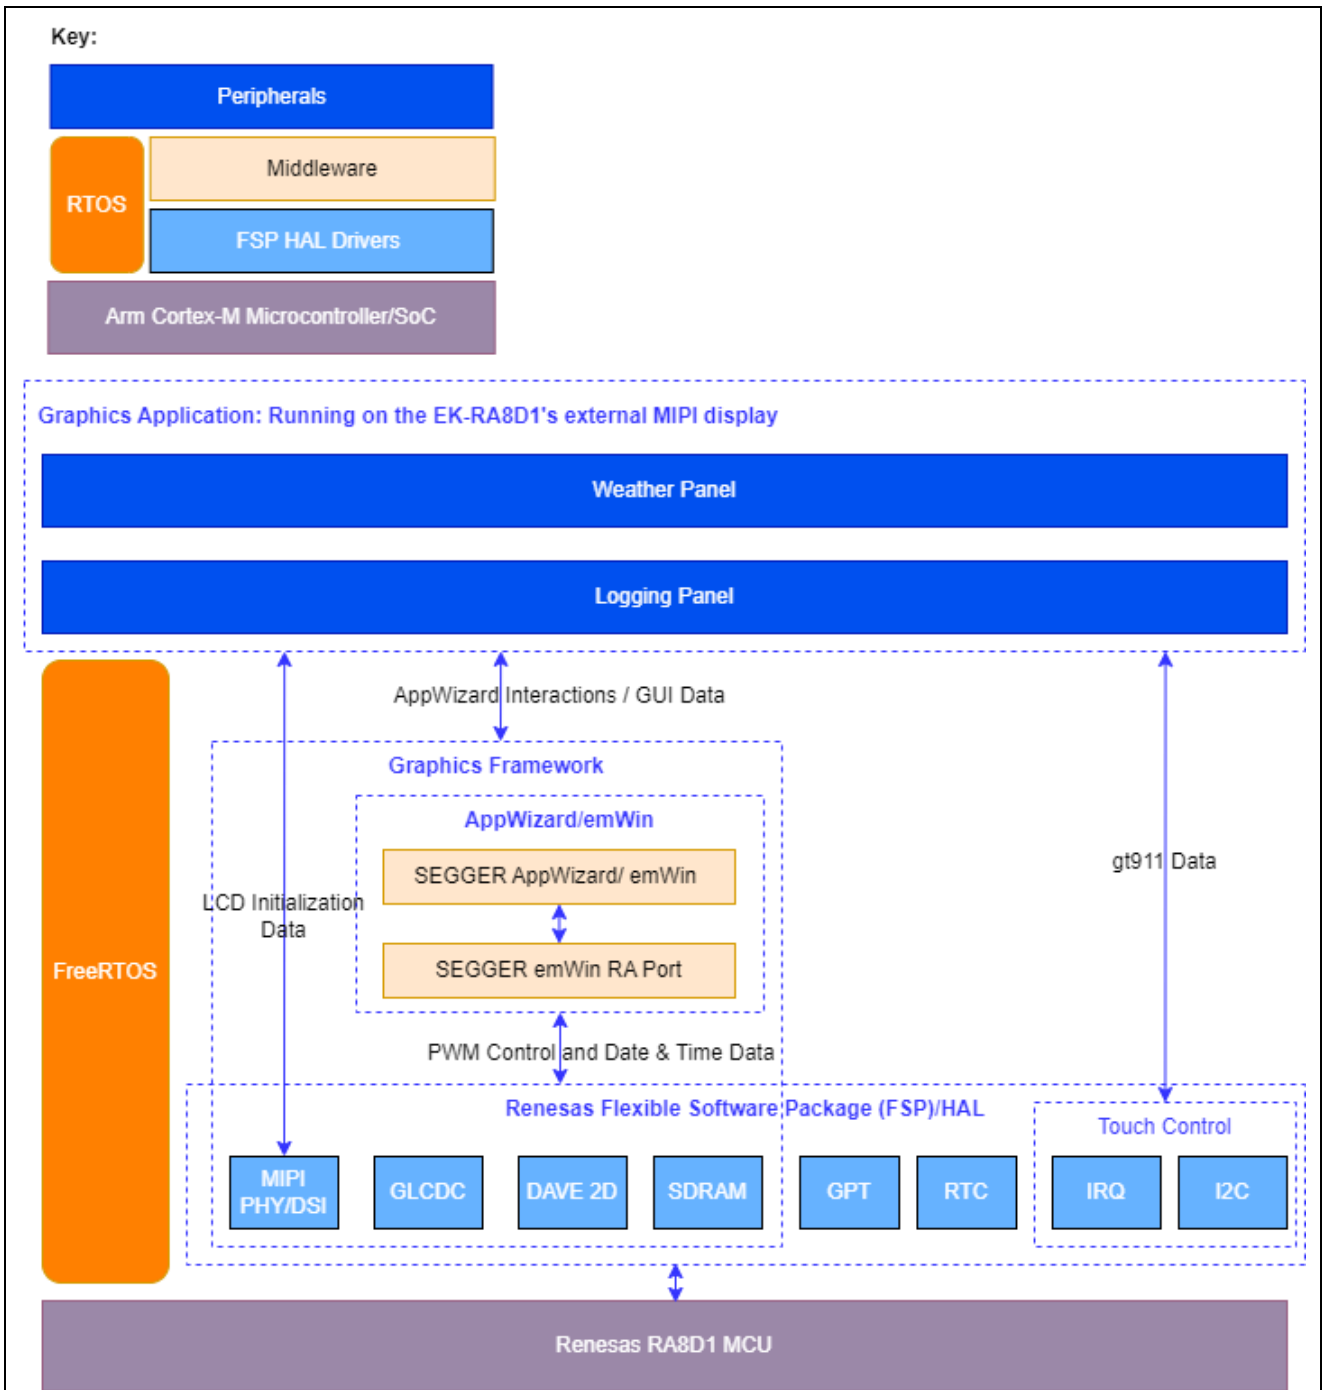 Key:
Peripherals
RTOS
Middleware
FSP HAL Drivers
Arm Cortex-M Microcontroller/SoC
Graphics Application: Running on the EK-RA8D1's external MIPI display
Weather Panel
Logging Panel
AppWizard Interactions / GUI Data
Graphics Framework
AppWizard/emWin
SEGGER AppWizard/ emWin
gt911 Data
LCD Initialization
Data
FreeRTOS
SEGGER emWin RA Port
PWM Control and Date & Time Data
Renesas Flexible Software Package (FSP)/HAL
Touch Control
MIPI
PHY/DSI
GLCDC
DAVE 2D
SDRAM
GPT
RTC
IRQ
I2C
Renesas RA8D1 MCU